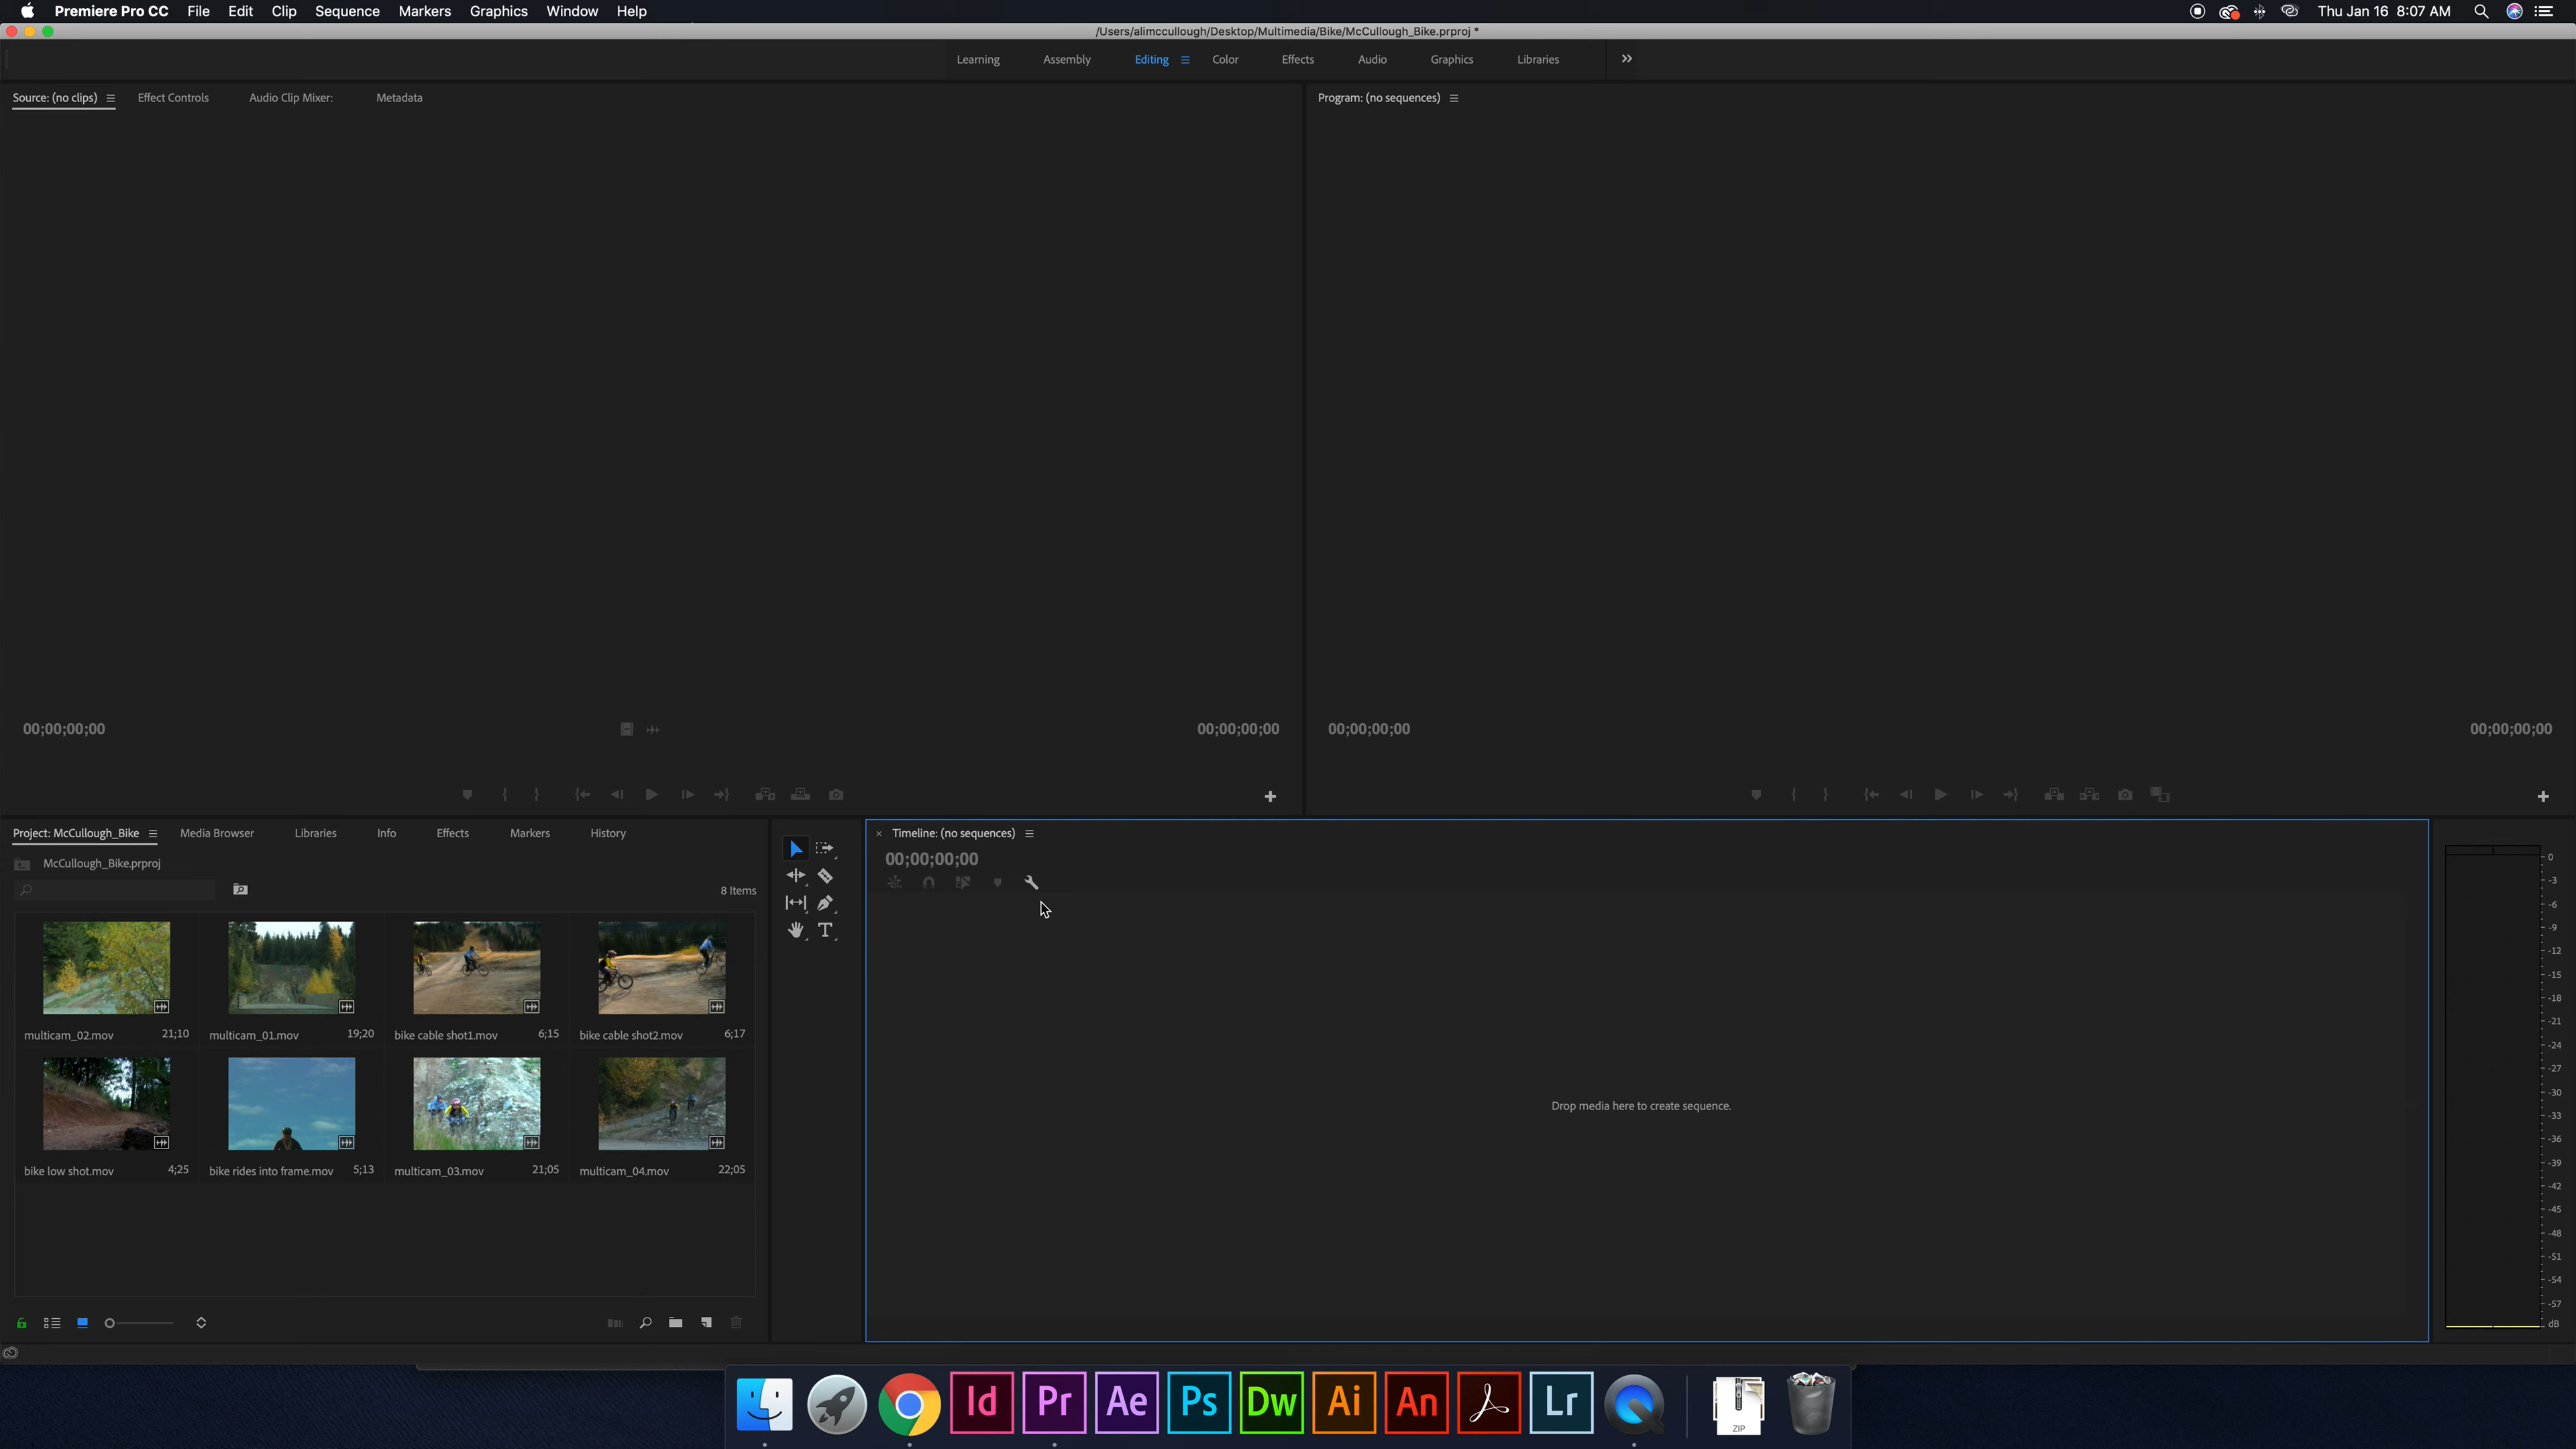 Premiere Pro CC File Edit Clip Sequence Markers Graphics Window Help Thu Jan 16 8:07 AM
/Users/alimccullough/Desktop/Multimedia/Bike/McCullough_Bike.prproj *
Learning Assembly Editing Color Effects Audio Graphics Libraries
Source: (no clips) Effect Controls Audio Clip Mixer: Metadata
Program: (no sequences)
00;00;00;00 00;00;00;00
00;00;00;00 00;00;00;00
Project: McCullough_Bike Media Browser Libraries Info Effects Markers History
McCullough_Bike.prproj
8 Items
multicam_02.mov 21;10 multicam_01.mov 19;20 bike cable shot1.mov 6;15 bike cable shot2.mov 6;17
bike low shot.mov 4;25 bike rides into frame.mov 5;13 multicam_03.mov 21;05 multicam_04.mov 22;05
T
Timeline: (no sequences)
00;00;00;00
Drop media here to create sequence.
0
-3
-6
-9
-12
-15
-18
-21
-24
-27
-30
-33
-36
-39
-42
-45
-48
-51
-54
-57
dB
Id Pr Ae Ps Dw Ai An Lr ZIP